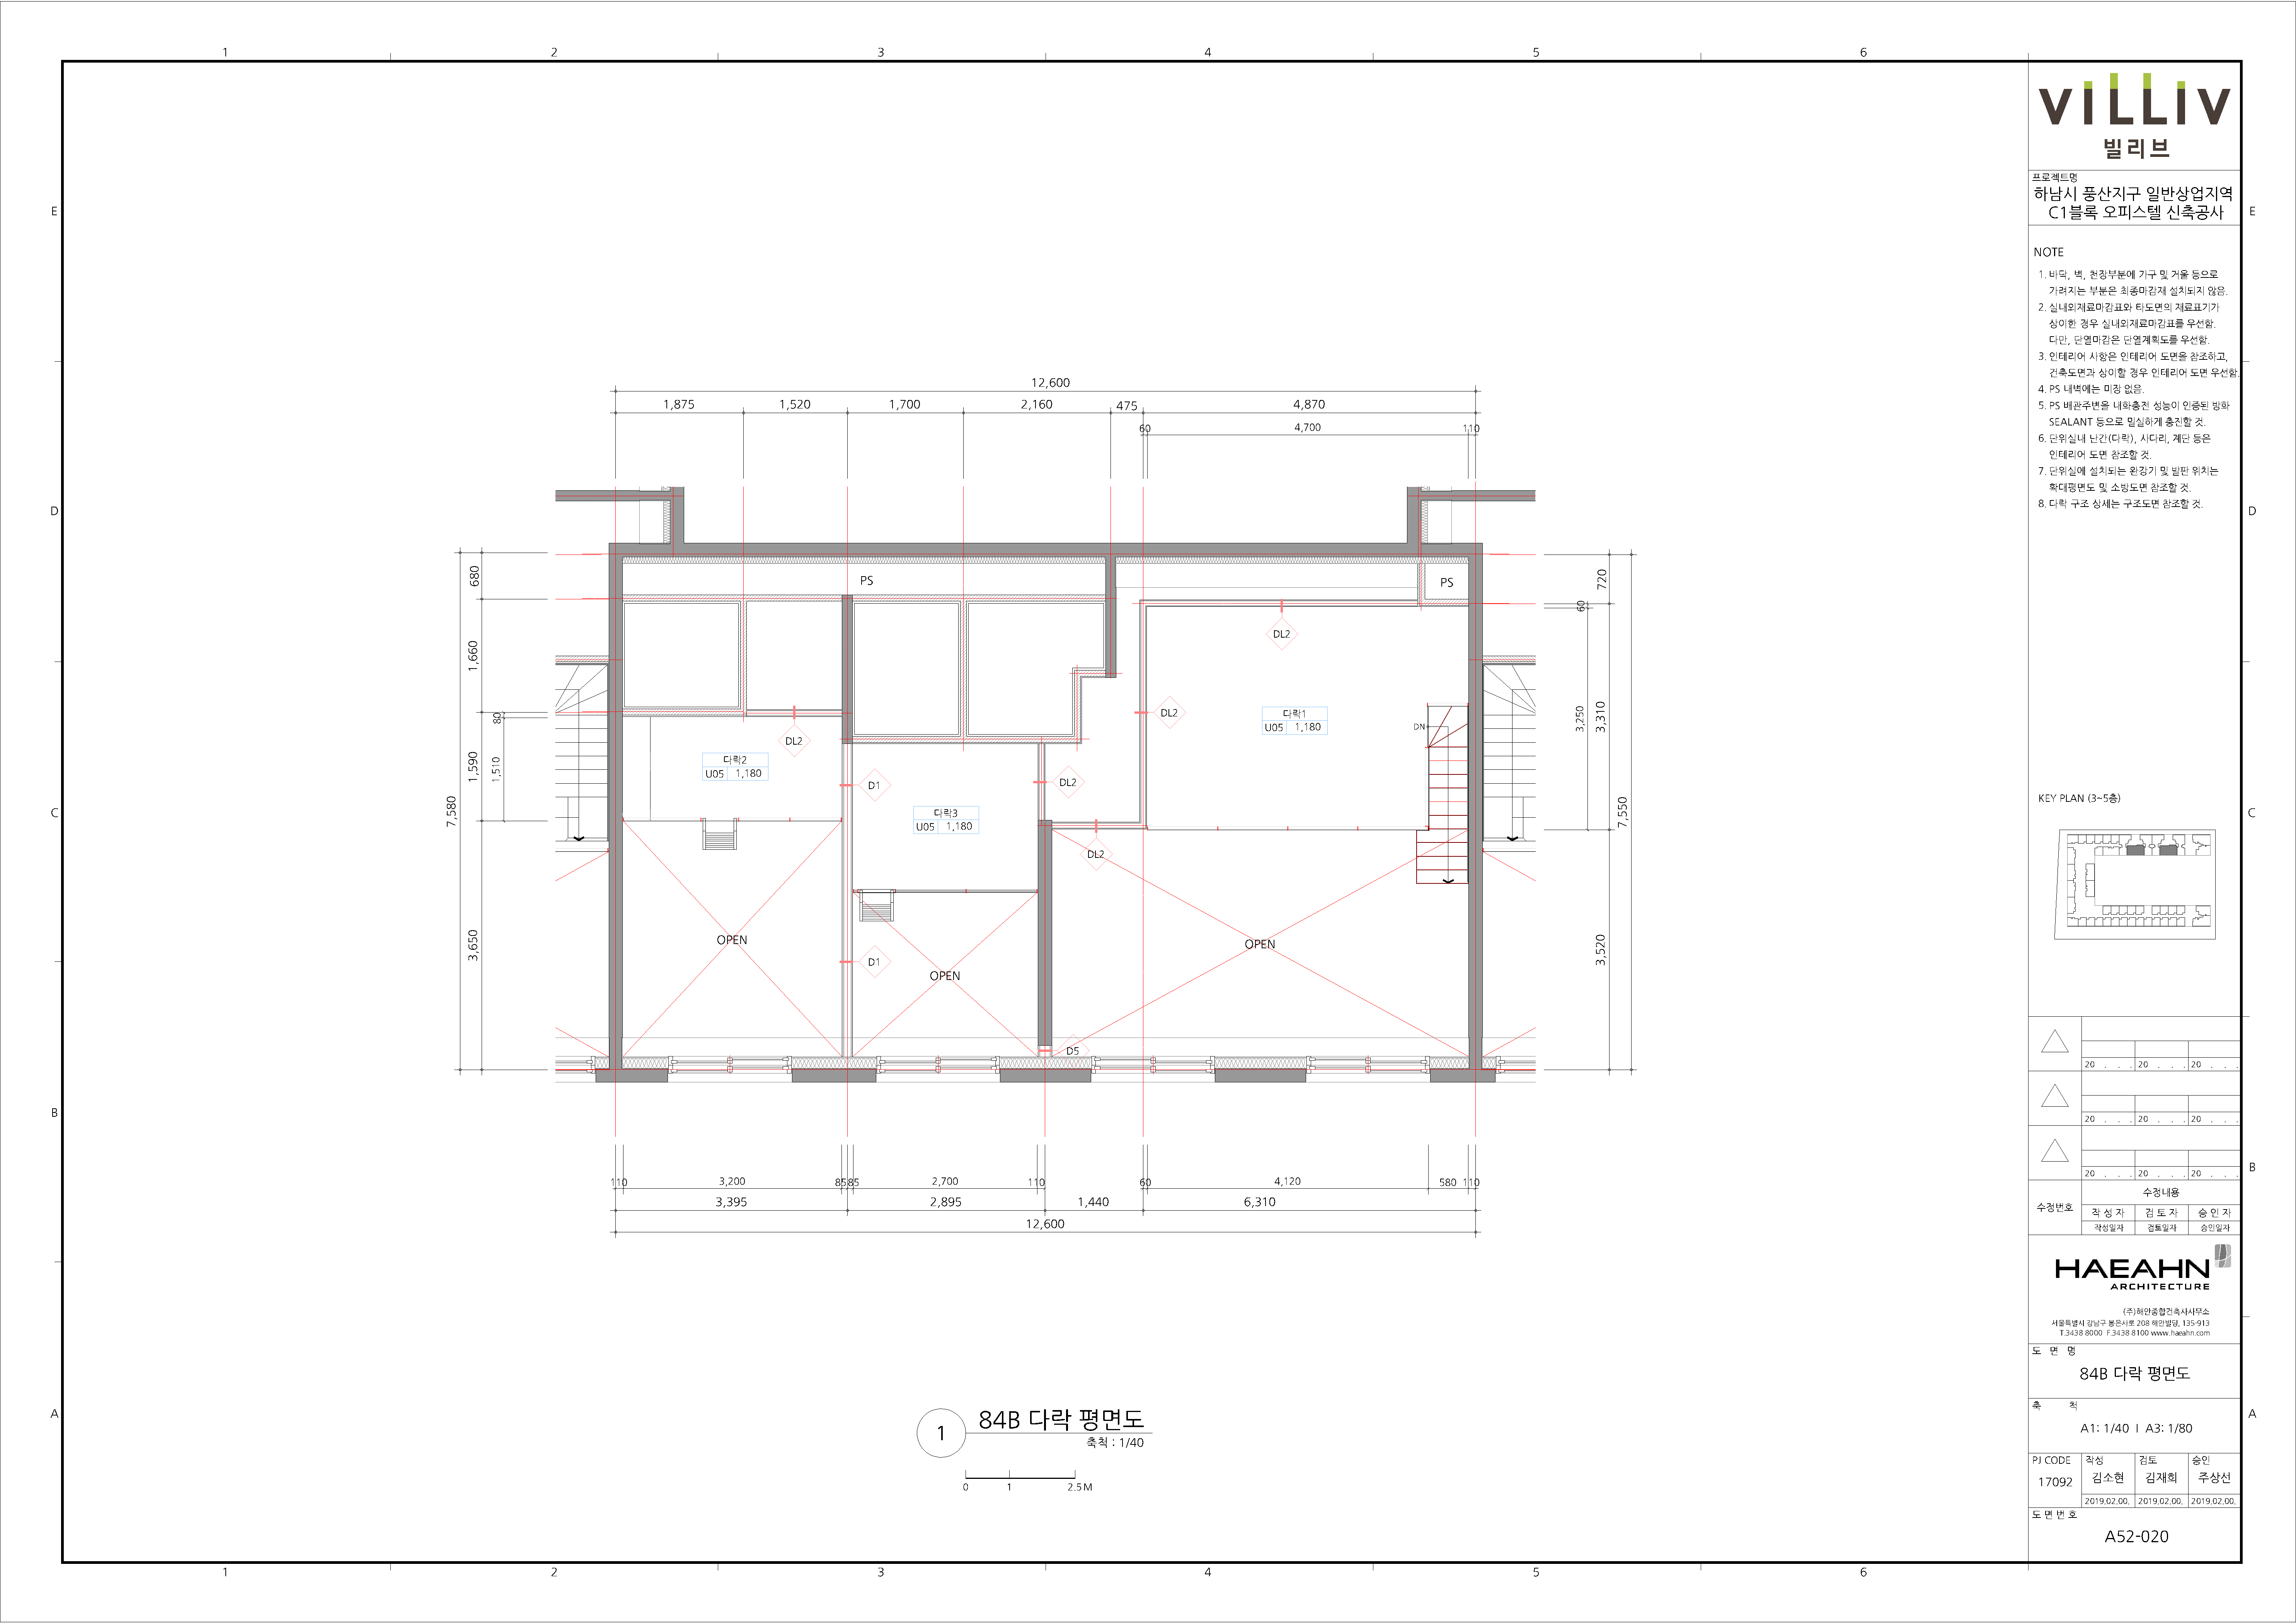 1 2 3 4 5 6
VILLIV
빌리브
프로젝트명
하남시 풍산지구 일반상업지역
C1블록 오피스텔 신축공사
E
E
NOTE
1. 바닥, 벽, 천장부분에 가구 및 거울 등으로
가려지는 부분은 최종마감재 설치되지 않음.
2. 실내외재료마감표와 타도면의 재료표기가
상이한 경우 실내외재료마감표를 우선함.
다만, 단열마감은 단열계획도를 우선함.
3. 인테리어 사항은 인테리어 도면을 참조하고,
건축도면과 상이할 경우 인테리어 도면 우선함.
4. PS 내벽에는 미장 없음.
5. PS 배관주변을 내화충전 성능이 인증된 방화
SEALANT 등으로 밀실하게 충진할 것.
6. 단위실내 난간(다락), 사다리, 계단 등은
인테리어 도면 참조할 것.
7. 단위실에 설치되는 완강기 및 발판 위치는
확대평면도 및 소방도면 참조할 것.
8. 다락 구조 상세는 구조도면 참조할 것.
12,600
1,875 1,520 1,700 2,160 475 4,870
60 4,700 110
D
D
680
PS
PS
720
60
DL2
1,660
80
DL2
다락1
U05 1,180
DN
3,250
3,310
DL2
다락2
U05 1,180
1,590
1,510
D1
DL2
다락3
U05 1,180
7,580
7,550
C
C
KEY PLAN (3~5층)
DL2
OPEN
OPEN
OPEN
D1
3,650
3,520
D5
20 . . . 20 . . . 20 . . .
20 . . . 20 . . . 20 . . .
20 . . . 20 . . . 20 . . .
B
B
110 3,200 85 85 2,700 110 60 4,120 580 110
3,395 2,895 1,440 6,310
12,600
수정번호
수정내용
작 성 자 검 토 자 승 인 자
작성일자 검토일자 승인일자
HAEAHN
ARCHITECTURE
(주)해안종합건축사사무소
서울특별시 강남구 봉은사로 208 해안빌딩, 135-913
T.3438 8000 F.3438 8100 www.haeahn.com
도 면 명
84B 다락 평면도
축 척
A1: 1/40 I A3: 1/80
A
A
1
84B 다락 평면도
축척 : 1/40
0 1 2.5 M
PJ CODE 작성 검토 승인
17092 김소현 김재희 주상선
2019.02.00. 2019.02.00. 2019.02.00.
도 면 번 호
A52-020
1 2 3 4 5 6